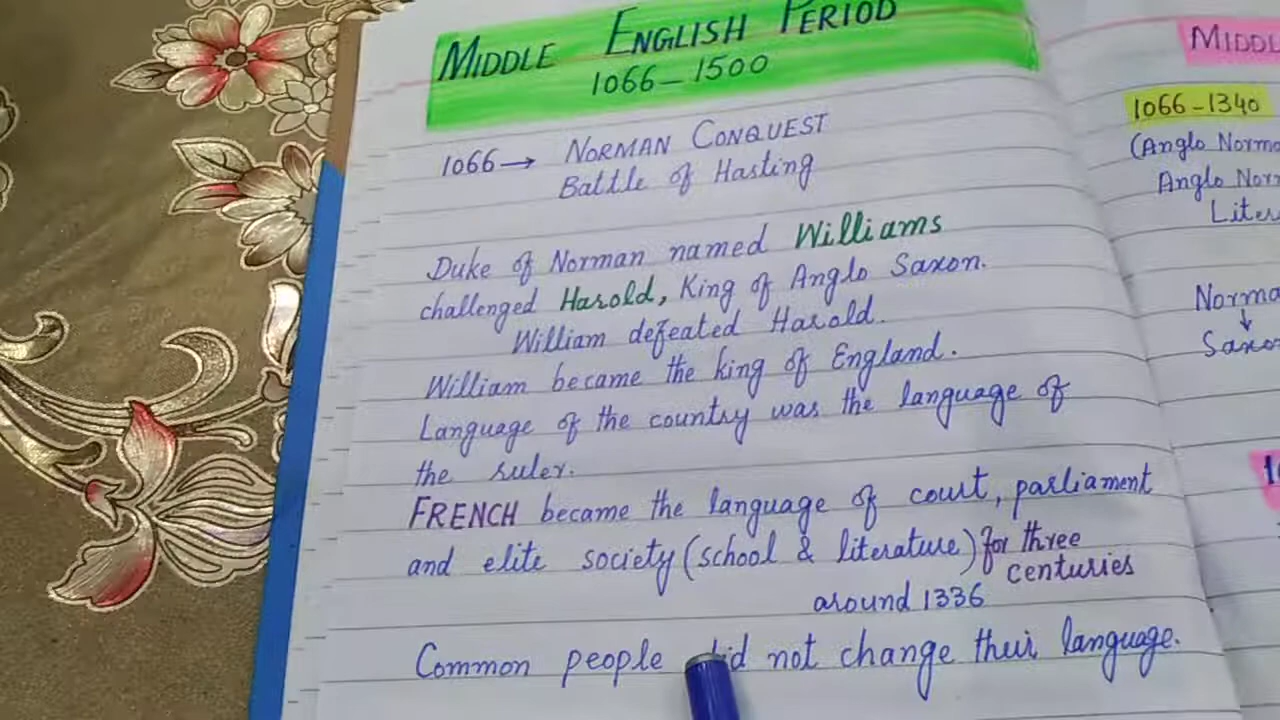 MIDDLE ENGLISH PERIOD
1066-1500
1066→ NORMAN CONQUEST
Battle of Hasting
Duke of Norman named Williams
challenged Harold, King of Anglo Saxon.
William defeated Harold.
William became the king of England.
Language of the country was the language of
the ruler.
FRENCH became the language of court, parliament
and elite society (school & literature) for three
centuries
around 1336
Common people did not change their language.
MIDDL
1066-1340
(Anglo Norma
Anglo Nor
Liter
Norma
↓
Saxo